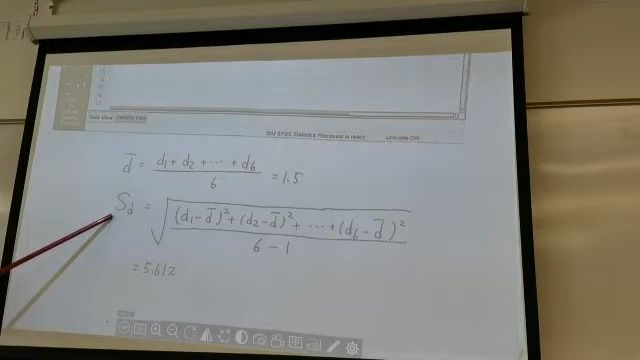 Data View Variable View
IBM SPSS Statistics Processor is ready Unicode:ON
d̄ = (d₁ + d₂ + ⋯ + d₆) / 6 = 1.5
S_d = √(((d₁ - d̄)² + (d₂ - d̄)² + ⋯ + (d₆ - d̄)²) / (6 - 1))
= 5.612